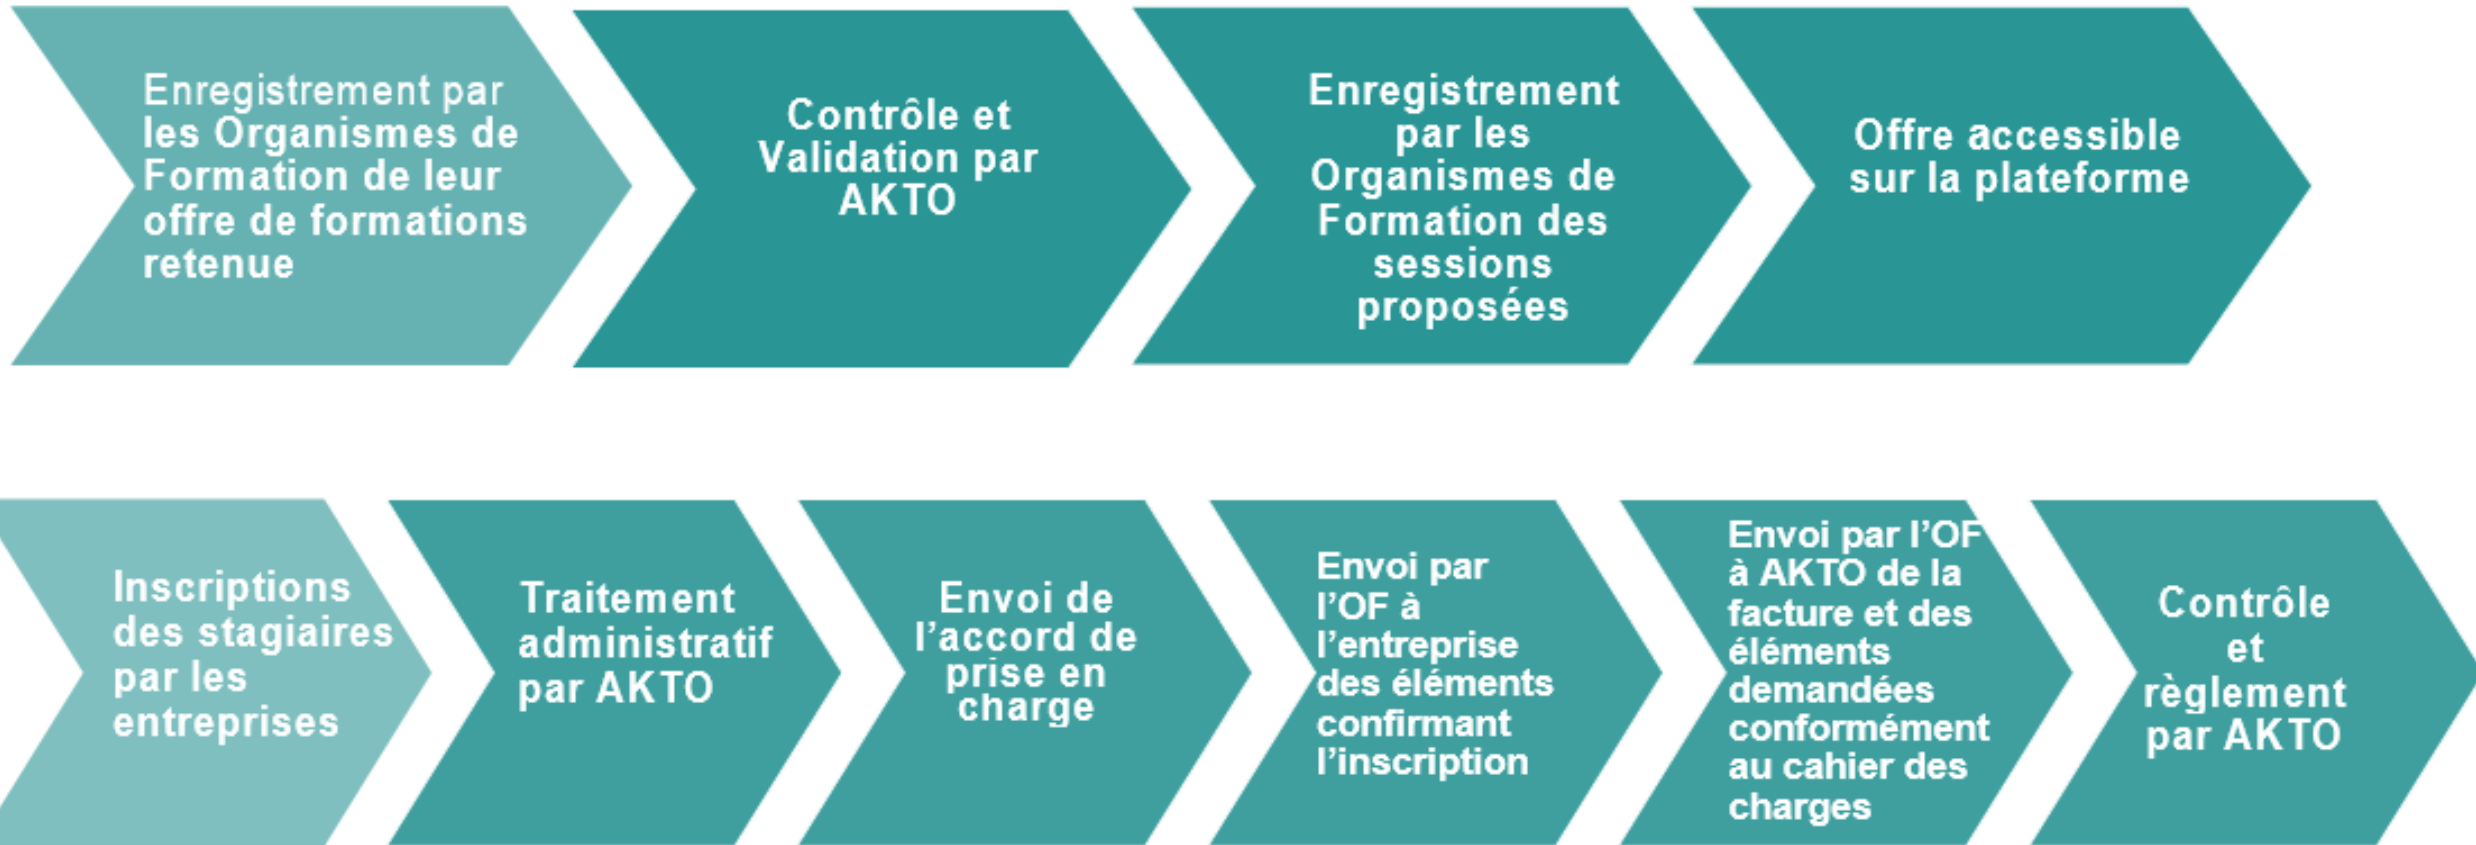 Enregistrement par
les Organismes de
Formation de leur
offre de formations
retenue
Contrôle et
Validation par
AKTO
Enregistrement
par les
Organismes de
Formation des
sessions
proposées
Offre accessible
sur la plateforme
Inscriptions
des stagiaires
par les
entreprises
Traitement
administratif
par AKTO
Envoi de
l’accord de
prise en
charge
Envoi par
l’OF à
l’entreprise
des éléments
confirmant
l’inscription
Envoi par l’OF
à AKTO de la
facture et des
éléments
demandées
conformément
au cahier des
charges
Contrôle
et
règlement
par AKTO